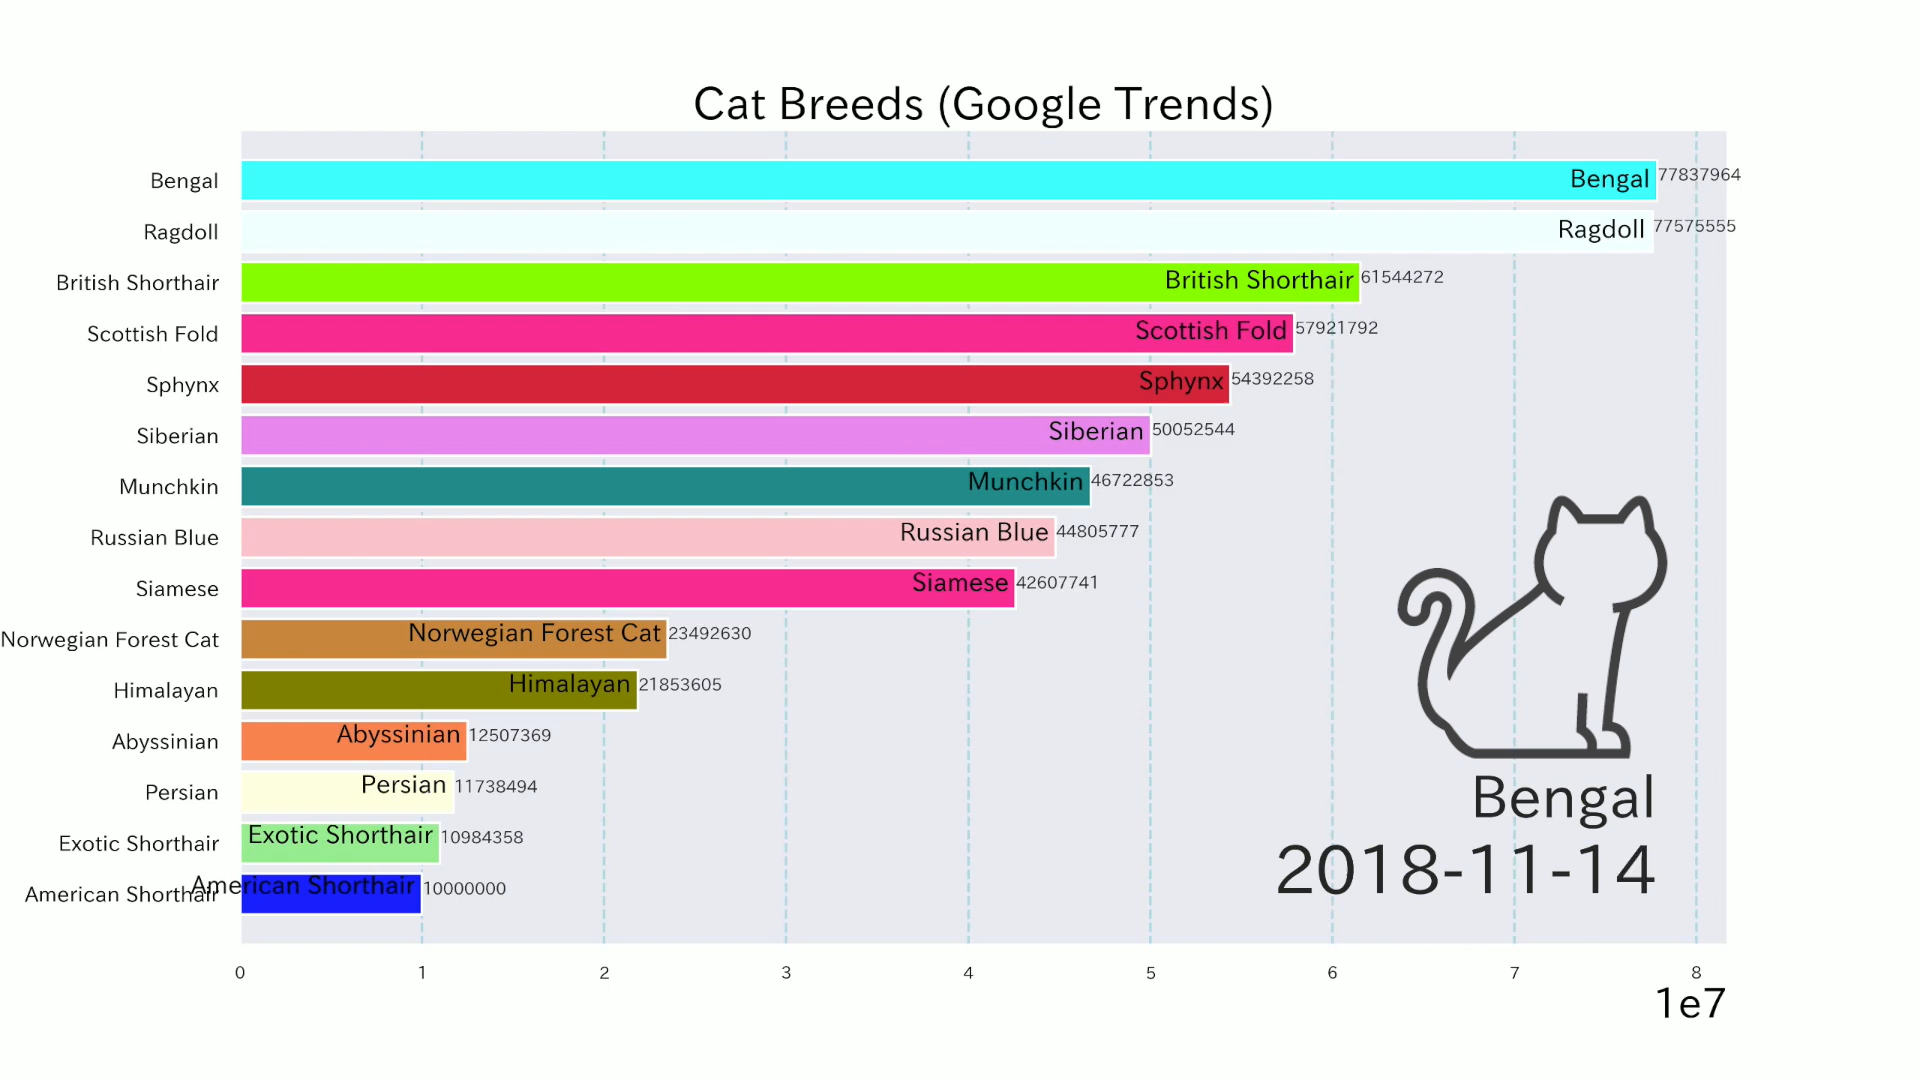 Cat Breeds (Google Trends)
Bengal Bengal 77837964
Ragdoll Ragdoll 77575555
British Shorthair British Shorthair 61544272
Scottish Fold Scottish Fold 57921792
Sphynx Sphynx 54392258
Siberian Siberian 50052544
Munchkin Munchkin 46722853
Russian Blue Russian Blue 44805777
Siamese Siamese 42607741
Norwegian Forest Cat Norwegian Forest Cat 23492630
Himalayan Himalayan 21853605
Abyssinian Abyssinian 12507369
Persian Persian 11738494
Exotic Shorthair Exotic Shorthair 10984358
American Shorthair American Shorthair 10000000
Bengal
2018-11-14
0 1 2 3 4 5 6 7 8
1e7